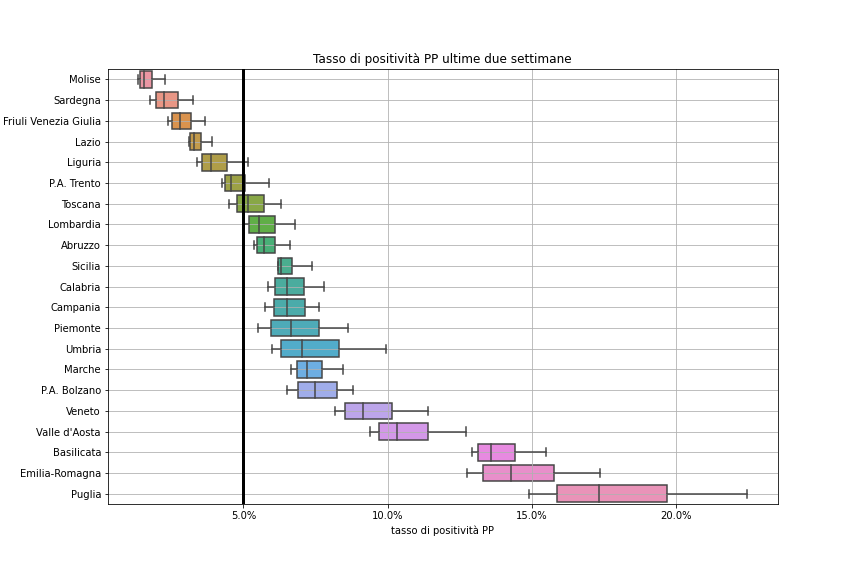 Tasso di positività PP ultime due settimane
Molise
Sardegna
Friuli Venezia Giulia
Lazio
Liguria
P.A. Trento
Toscana
Lombardia
Abruzzo
Sicilia
Calabria
Campania
Piemonte
Umbria
Marche
P.A. Bolzano
Veneto
Valle d'Aosta
Basilicata
Emilia-Romagna
Puglia
5.0% 10.0% 15.0% 20.0%
tasso di positività PP